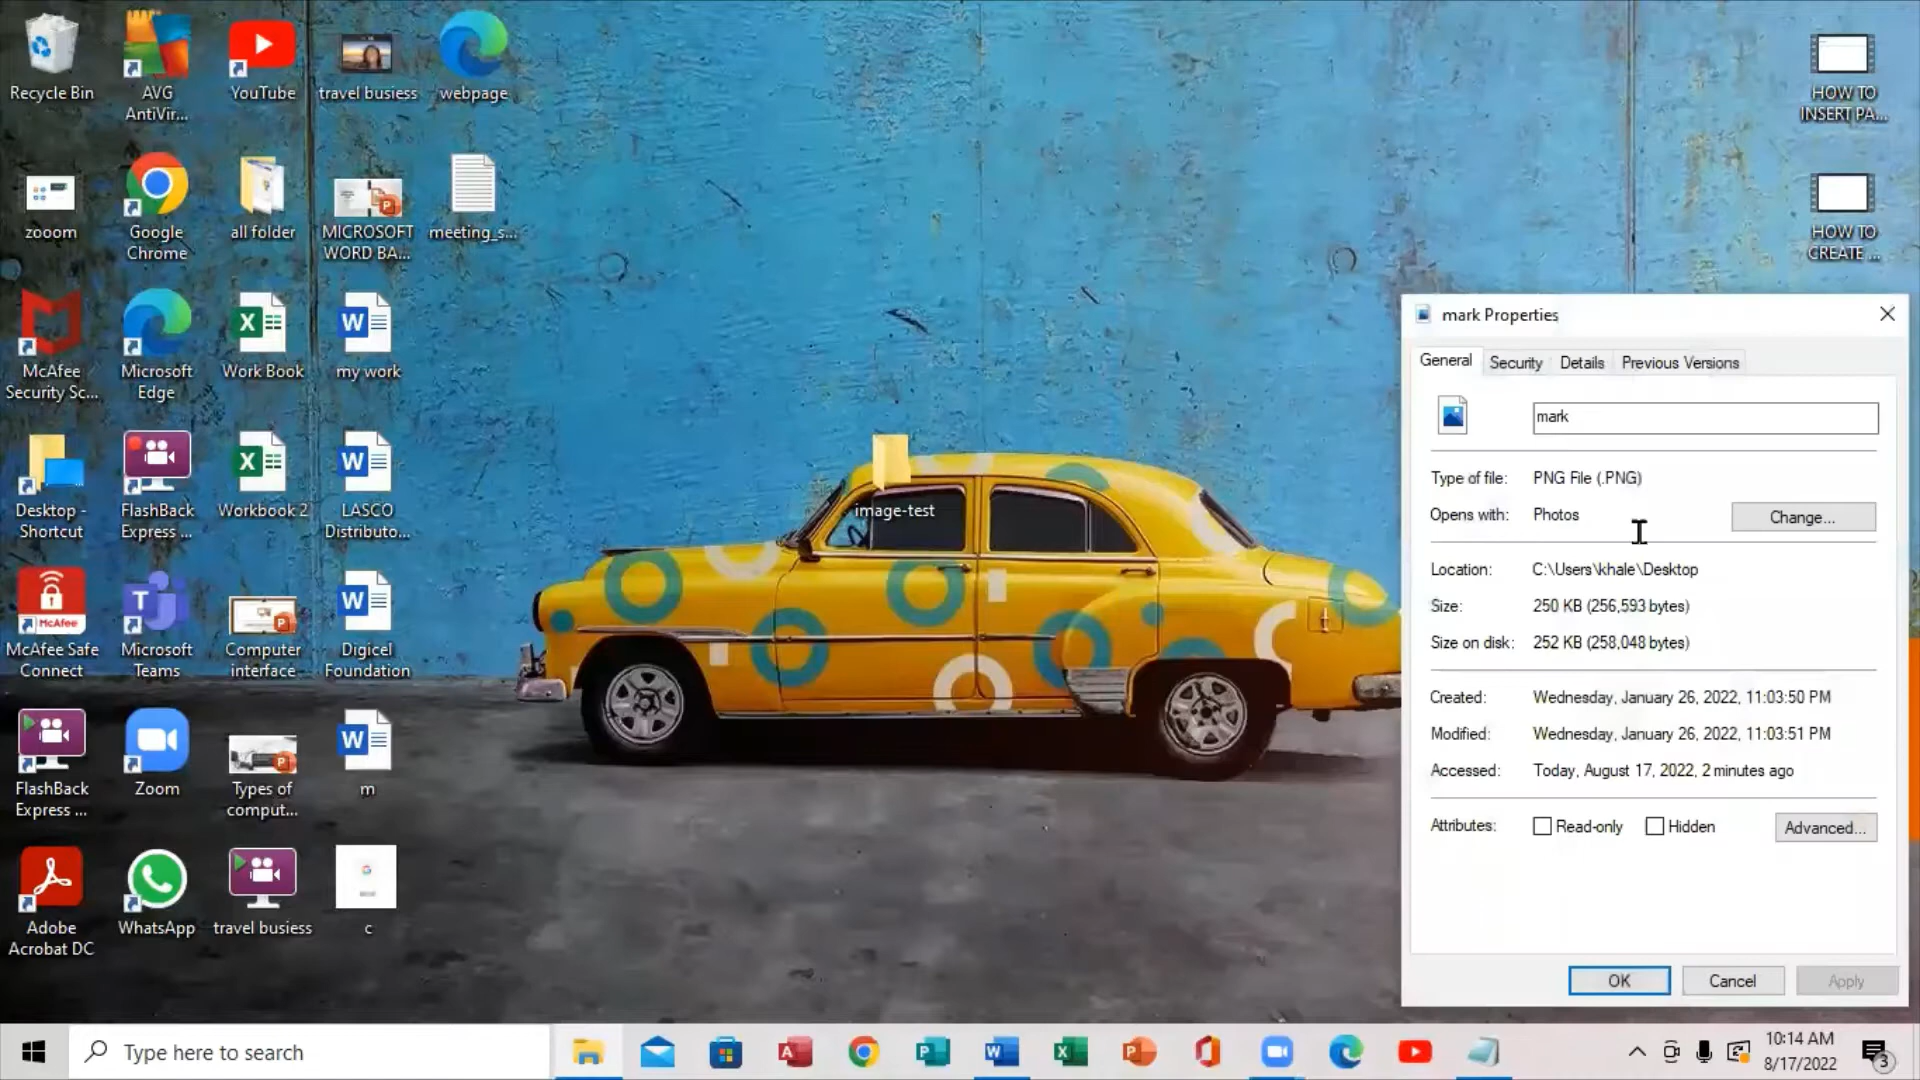 Recycle Bin
AVG
AntiVir...
YouTube
travel busiess
webpage
zooom
Google
Chrome
all folder
MICROSOFT
WORD BA...
meeting_s...
McAfee
Security Sc...
Microsoft
Edge
Work Book
my work
Desktop -
Shortcut
FlashBack
Express ...
Workbook 2
LASCO
Distributo...
McAfee
McAfee Safe
Connect
Microsoft
Teams
Computer
interface
Digicel
Foundation
FlashBack
Express ...
Zoom
Types of
comput...
m
Adobe
Acrobat DC
WhatsApp
travel busiess
c
image-test
HOW TO
INSERT PA...
HOW TO
CREATE ...
mark Properties
General
Security
Details
Previous Versions
mark
Type of file: PNG File (.PNG)
Opens with: Photos
Change...
Location: C:\Users\khale\Desktop
Size: 250 KB (256,593 bytes)
Size on disk: 252 KB (258,048 bytes)
Created: Wednesday, January 26, 2022, 11:03:50 PM
Modified: Wednesday, January 26, 2022, 11:03:51 PM
Accessed: Today, August 17, 2022, 2 minutes ago
Attributes: Read-only Hidden
Advanced...
OK
Cancel
Apply
Type here to search
10:14 AM
8/17/2022
3